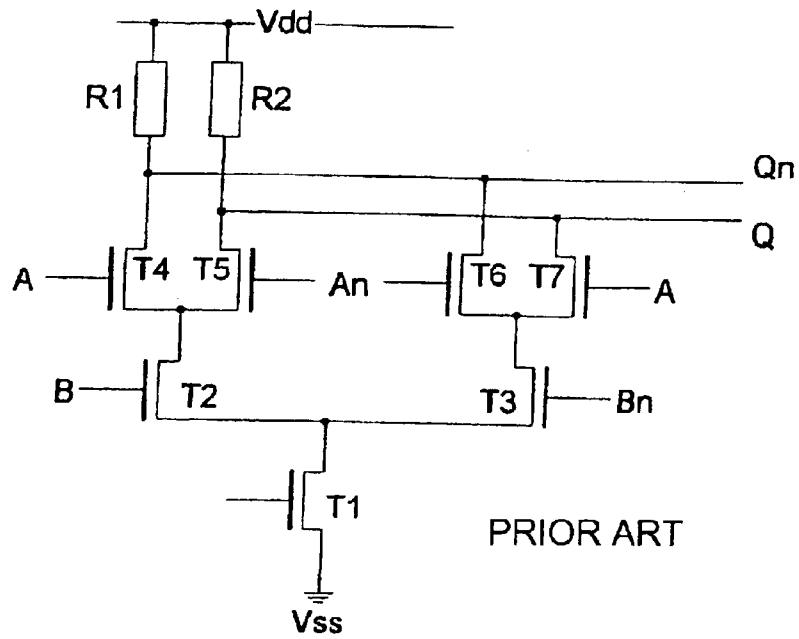 Vdd
R1 R2
Qn
Q
A T4 T5 An T6 T7 A
B T2 T3 Bn
T1
PRIOR ART
Vss